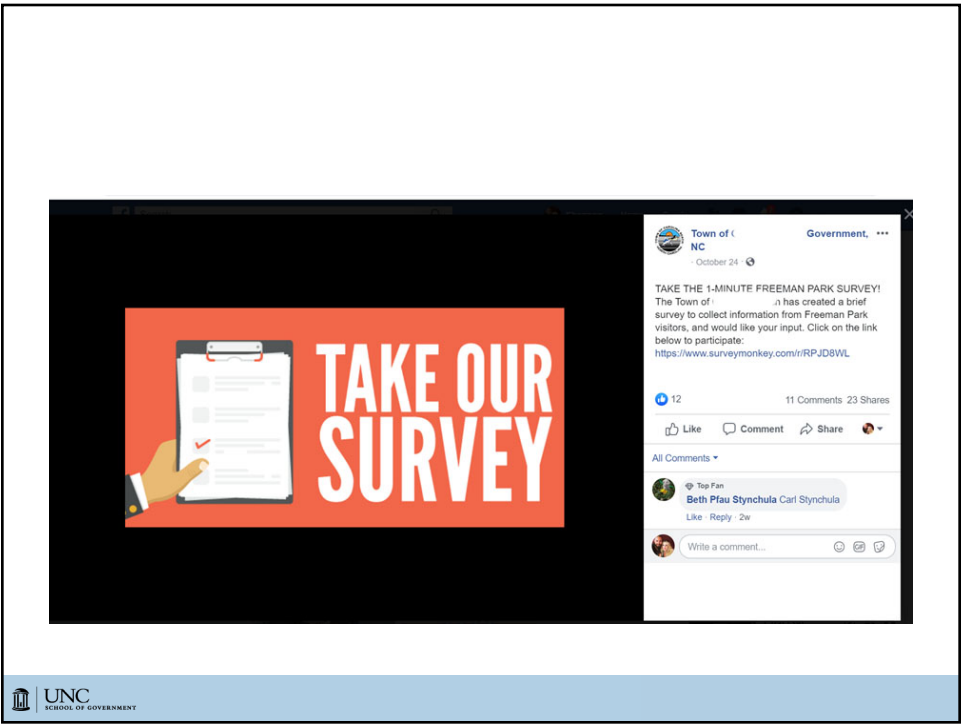 TAKE OUR
SURVEY
Town of
Government,
NC
· October 24 ·
TAKE THE 1-MINUTE FREEMAN PARK SURVEY!
The Town of has created a brief
survey to collect information from Freeman Park
visitors, and would like your input. Click on the link
below to participate:
https://www.surveymonkey.com/r/RPJD8WL
12
11 Comments 23 Shares
Like Comment Share
All Comments
Top Fan
Beth Pfau Stynchula Carl Stynchula
Like · Reply · 2w
Write a comment...
GIF
UNC
SCHOOL OF GOVERNMENT